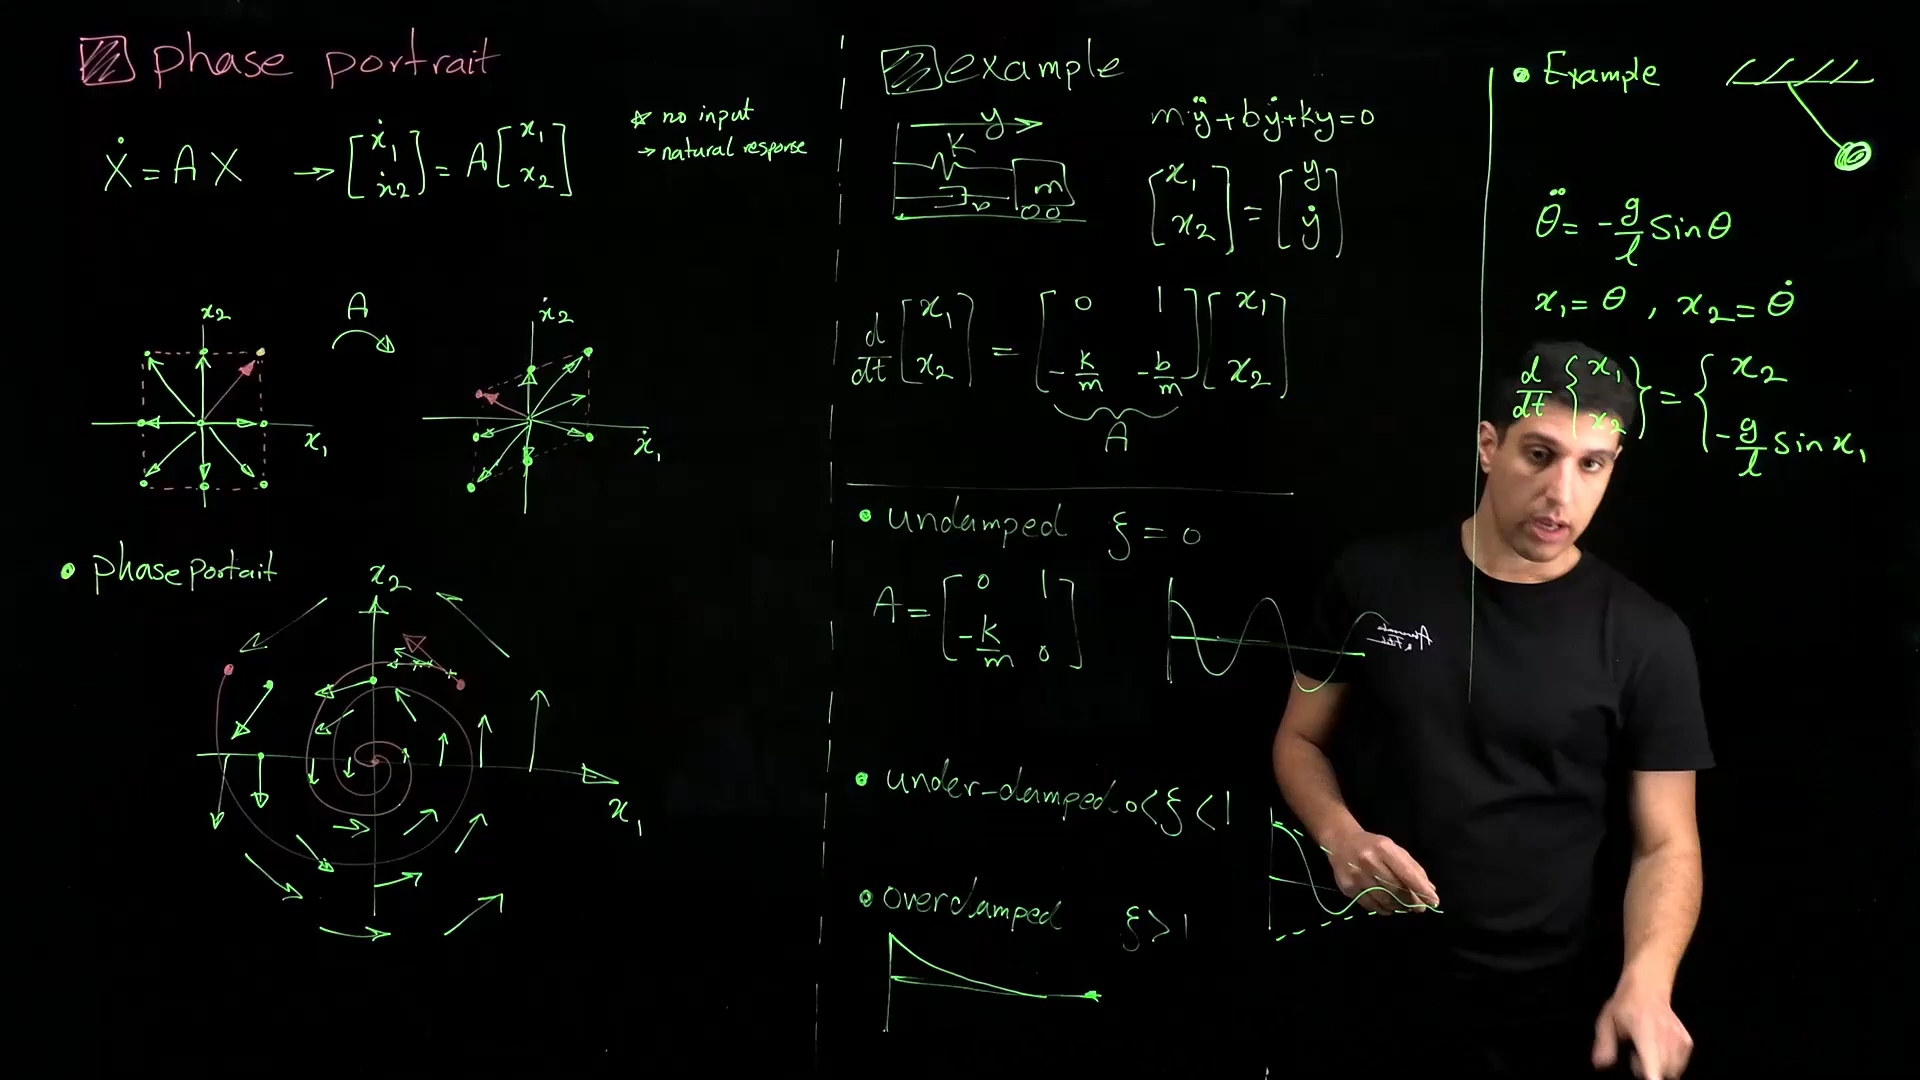 phase portrait
Ẋ = A X → [ẋ1 ẋ2] = A [x1 x2]
* no input
→ natural response
x2
A
ẋ2
x1
ẋ1
• phase portait
x2
x1
example
y
K
m
mÿ+bẏ+ky=0
[x1 x2] = [y ẏ]
d/dt [x1 x2] = [0 1 -k/m -b/m] [x1 x2]
A
• undamped ξ = 0
A = [0 1 -k/m 0]
• under-damped 0<ξ<1
• overdamped ξ>1
• Example
θ̈ = -g/l Sinθ
x1 = θ , x2 = θ̇
d/dt {x1 x2} = { x2 -g/l sin x1